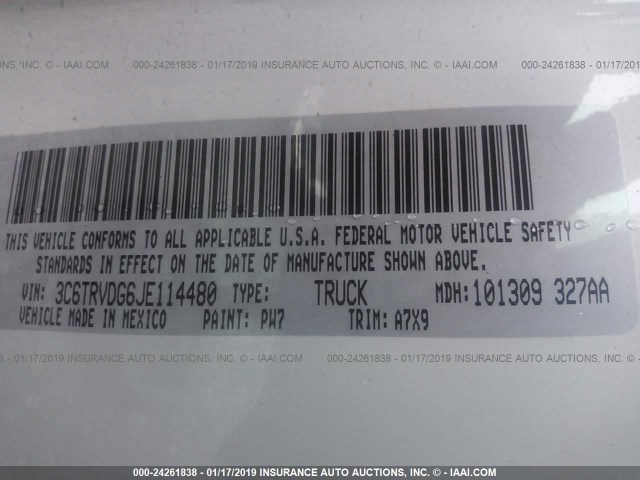 S, INC. - IAAI.COM 000-24261838 - 01/17/2019 INSURANCE AUTO AUCTIONS, INC. - IAAI.COM 000-24261838 - 01/17/2
THIS VEHICLE CONFORMS TO ALL APPLICABLE U.S.A. FEDERAL MOTOR VEHICLE SAFETY
STANDARDS IN EFFECT ON THE DATE OF MANUFACTURE SHOWN ABOVE.
VIN: 3C6TRVDG6JE114480 TYPE: TRUCK MDH: 101309 327AA
VEHICLE MADE IN MEXICO PAINT: PW7 TRIM: A7X9
01/17/2019 INSURANCE AUTO AUCTIONS, INC. - IAAI.COM 000-24261838 - 01/17/2019 INSURANCE AUTO AUCTIONS
000-24261838 - 01/17/2019 INSURANCE AUTO AUCTIONS, INC. - IAAI.COM